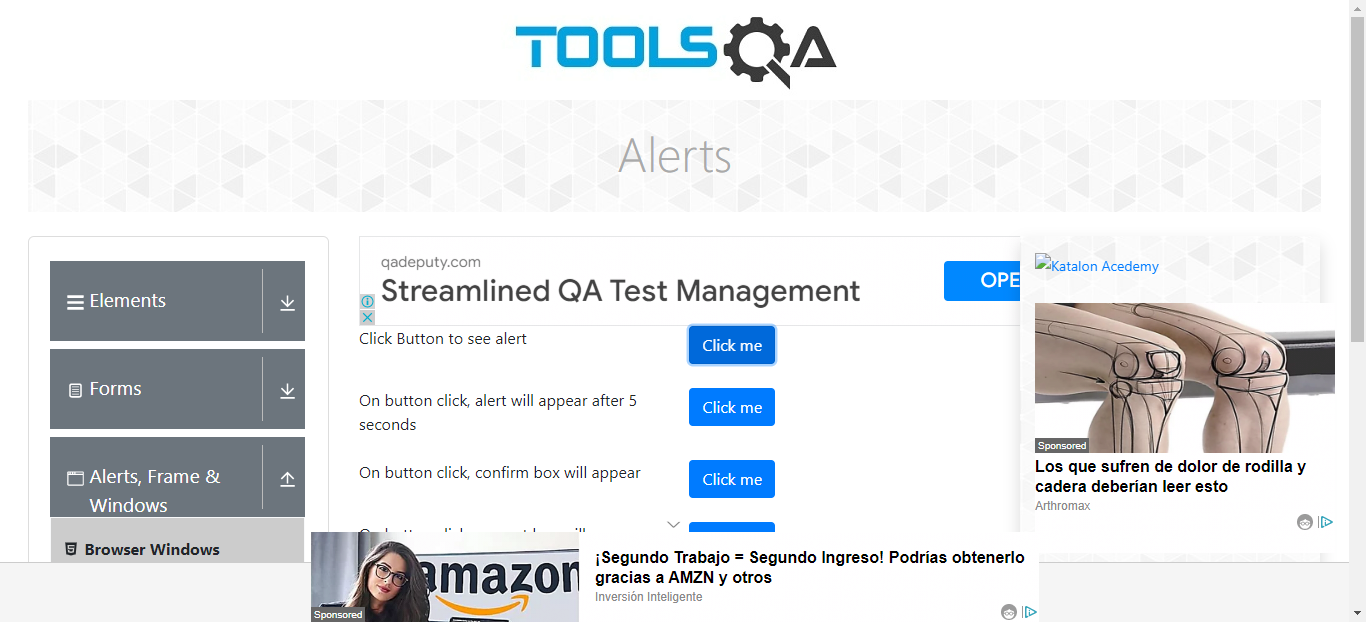 TOOLSQA
Alerts
Elements
Forms
Alerts, Frame &
Windows
Browser Windows
qadeputy.com
Streamlined QA Test Management
OPE
Click Button to see alert
Click me
On button click, alert will appear after 5
seconds
Click me
On button click, confirm box will appear
Click me
Katalon Acedemy
Sponsored
Los que sufren de dolor de rodilla y
cadera deberían leer esto
Arthromax
amazon
Sponsored
¡Segundo Trabajo = Segundo Ingreso! Podrías obtenerlo
gracias a AMZN y otros
Inversión Inteligente